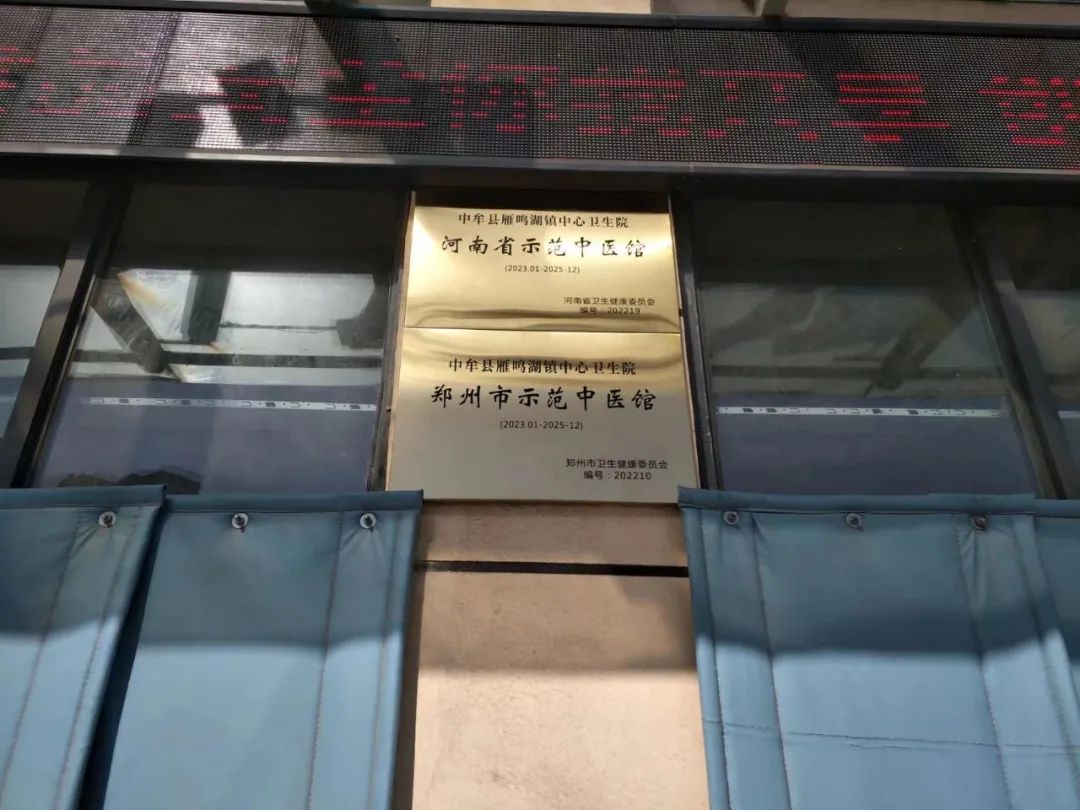 中牟县雁鸣湖镇中心卫生院
河南省示范中医馆
(2023.01-2025-12)
河南省卫生健康委员会
编号:202219
中牟县雁鸣湖镇中心卫生院
郑州市示范中医馆
(2023.01-2025-12)
郑州市卫生健康委员会
编号:202210